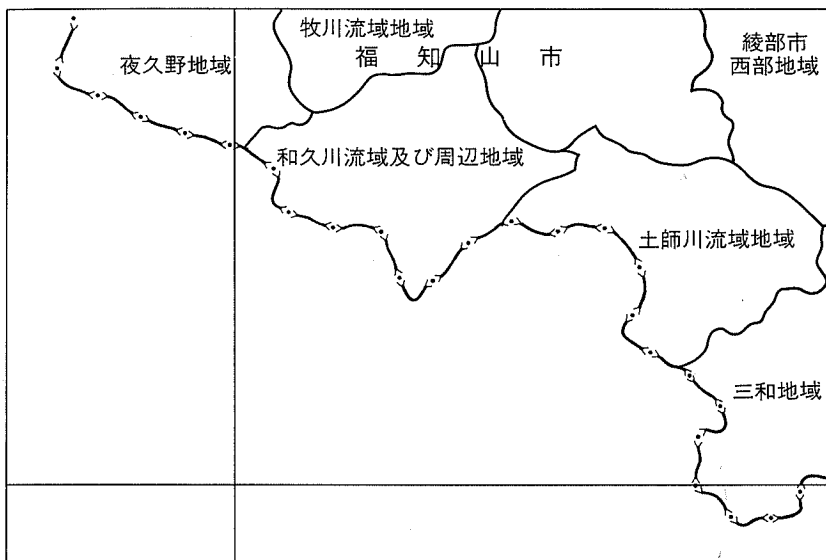 牧川流域地域
福知山市
夜久野地域
綾部市
西部地域
和久川流域及び周辺地域
土師川流域地域
三和地域